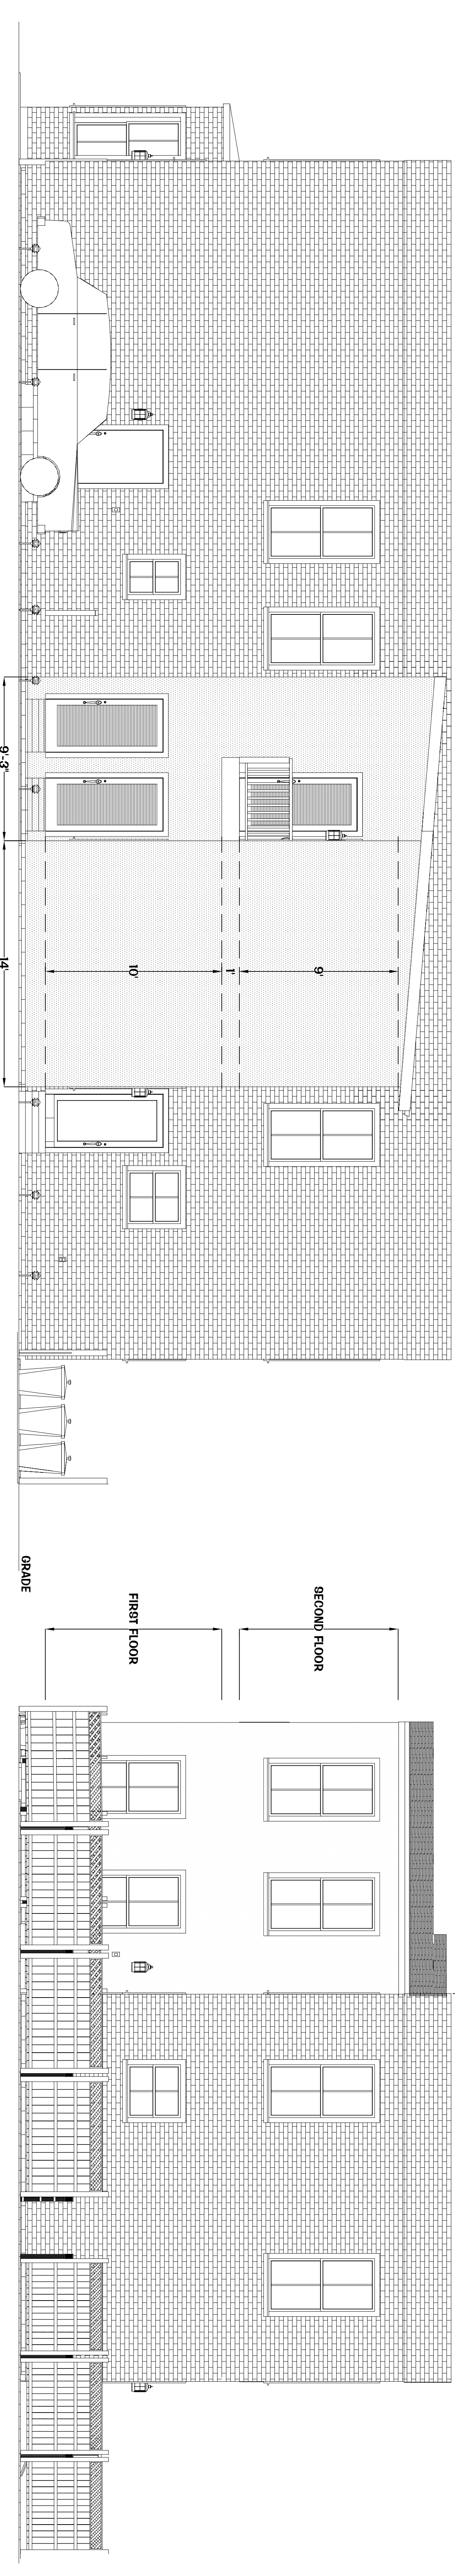 9'
1'
10'
9'-3"
14'
GRADE
SECOND FLOOR
FIRST FLOOR